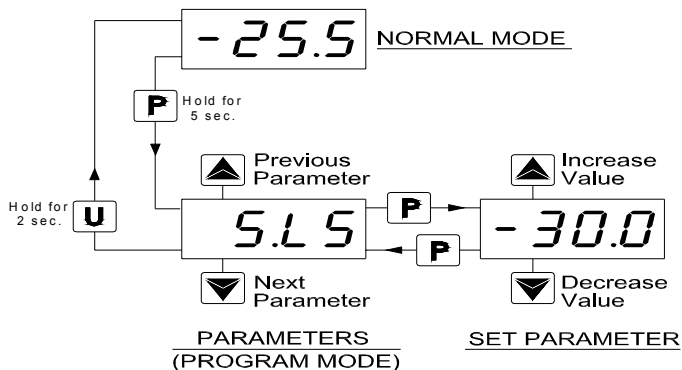 -25.5
NORMAL MODE
P
Hold for
5 sec.
Previous
Parameter
Increase
Value
Hold for
2 sec.
U
S.LS
P
P
-30.0
Next
Parameter
Decrease
Value
PARAMETERS
(PROGRAM MODE)
SET PARAMETER